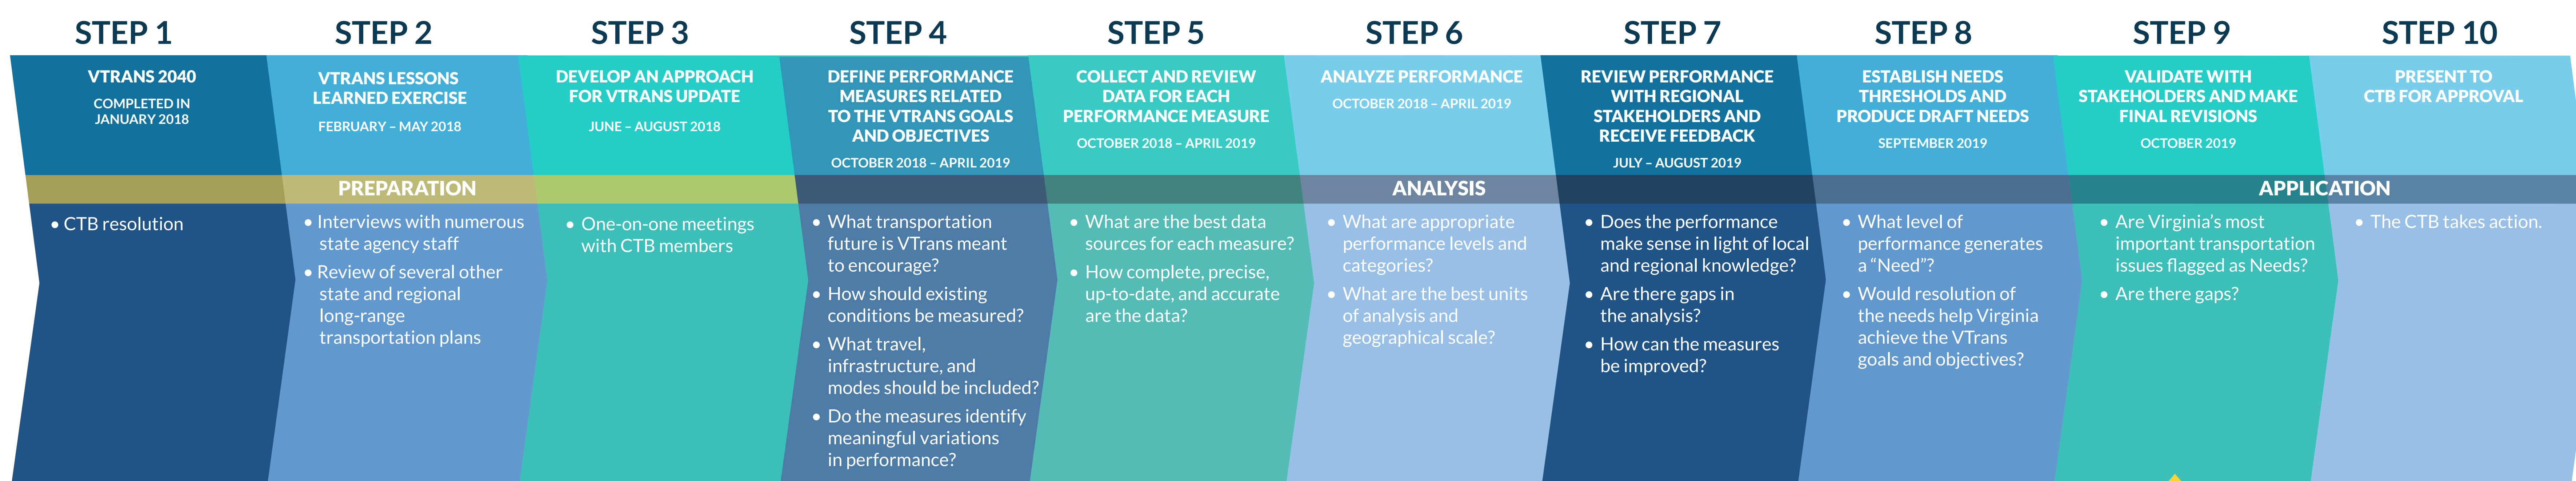 STEP 1
VTRANS 2040
COMPLETED IN
JANUARY 2018
• CTB resolution
STEP 2
VTRANS LESSONS
LEARNED EXERCISE
FEBRUARY – MAY 2018
• Interviews with numerous
state agency staff
• Review of several other
state and regional
long-range
transportation plans
STEP 3
DEVELOP AN APPROACH
FOR VTRANS UPDATE
JUNE – AUGUST 2018
• One-on-one meetings
with CTB members
PREPARATION
STEP 4
DEFINE PERFORMANCE
MEASURES RELATED
TO THE VTRANS GOALS
AND OBJECTIVES
OCTOBER 2018 – APRIL 2019
• What transportation
future is VTrans meant
to encourage?
• How should existing
conditions be measured?
• What travel,
infrastructure, and
modes should be included?
• Do the measures identify
meaningful variations
in performance?
STEP 5
COLLECT AND REVIEW
DATA FOR EACH
PERFORMANCE MEASURE
OCTOBER 2018 – APRIL 2019
• What are the best data
sources for each measure?
• How complete, precise,
up-to-date, and accurate
are the data?
STEP 6
ANALYZE PERFORMANCE
OCTOBER 2018 – APRIL 2019
ANALYSIS
• What are appropriate
performance levels and
categories?
• What are the best units
of analysis and
geographical scale?
STEP 7
REVIEW PERFORMANCE
WITH REGIONAL
STAKEHOLDERS AND
RECEIVE FEEDBACK
JULY – AUGUST 2019
• Does the performance
make sense in light of local
and regional knowledge?
• Are there gaps in
the analysis?
• How can the measures
be improved?
STEP 8
ESTABLISH NEEDS
THRESHOLDS AND
PRODUCE DRAFT NEEDS
SEPTEMBER 2019
• What level of
performance generates
a “Need”?
• Would resolution of
the needs help Virginia
achieve the VTrans
goals and objectives?
STEP 9
VALIDATE WITH
STAKEHOLDERS AND MAKE
FINAL REVISIONS
OCTOBER 2019
• Are Virginia’s most
important transportation
issues flagged as Needs?
• Are there gaps?
APPLICATION
STEP 10
PRESENT TO
CTB FOR APPROVAL
• The CTB takes action.